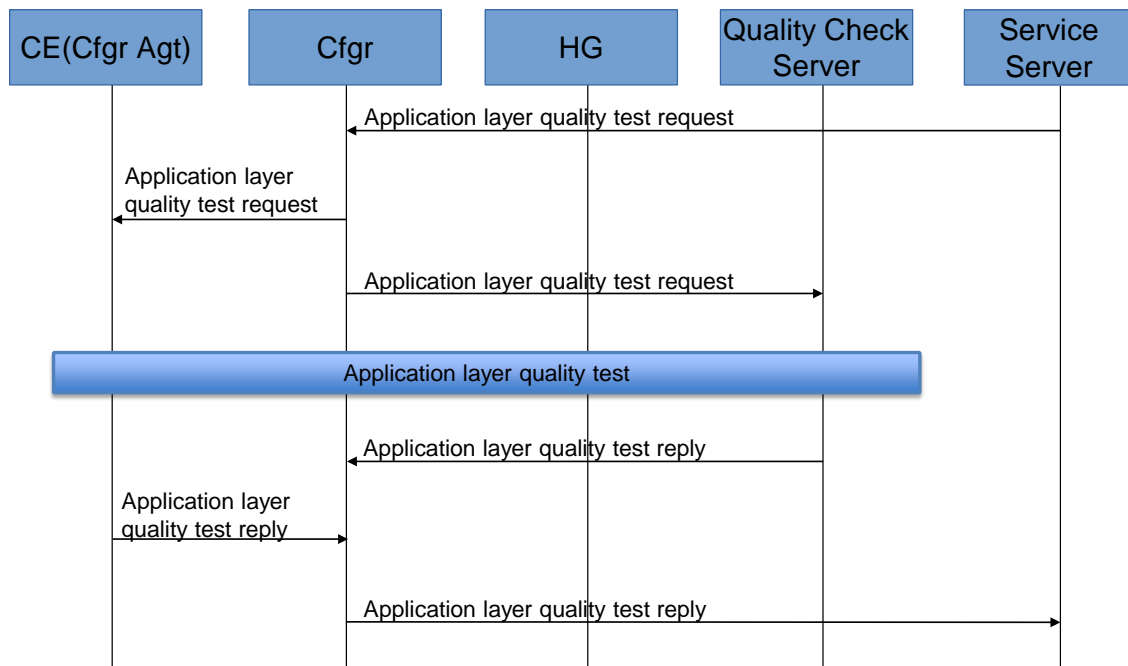 CE(Cfgr Agt)
Cfgr
HG
Quality Check
Server
Service
Server
Application layer quality test request
Application layer
quality test request
Application layer quality test request
Application layer quality test
Application layer quality test reply
Application layer
quality test reply
Application layer quality test reply